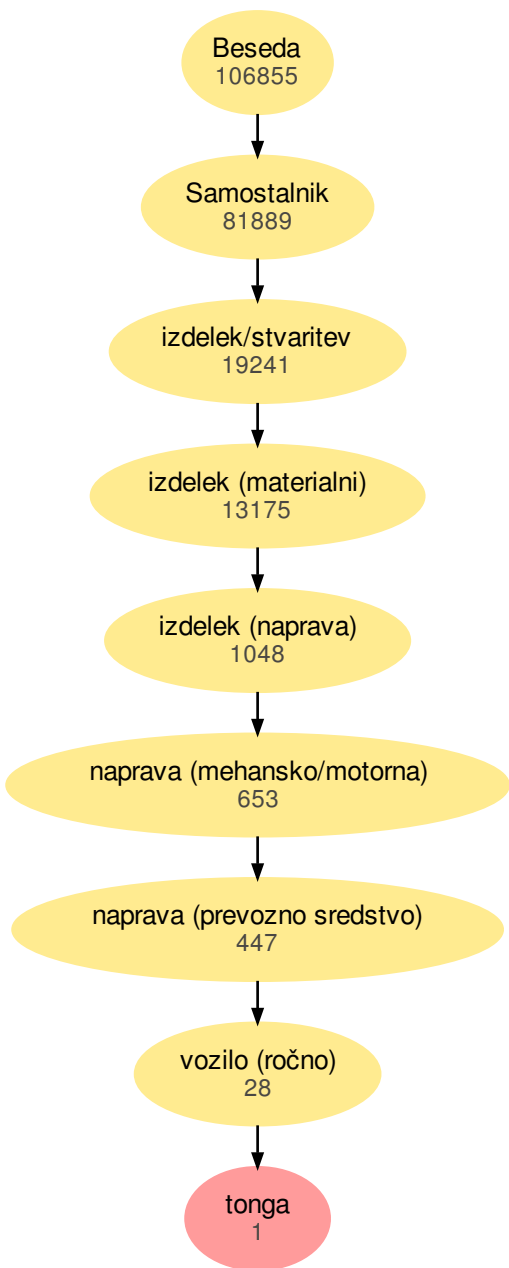 Beseda
106855
Samostalnik
81889
izdelek/stvaritev
19241
izdelek (materialni)
13175
izdelek (naprava)
1048
naprava (mehansko/motorna)
653
naprava (prevozno sredstvo)
447
vozilo (ročno)
28
tonga
1